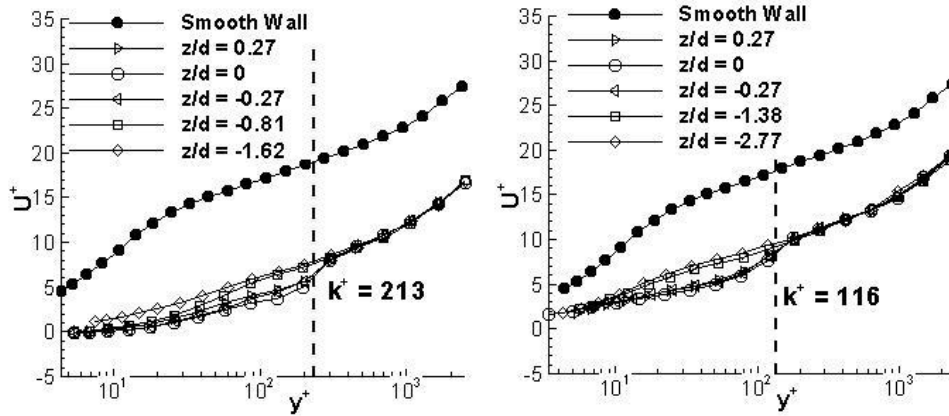 35
30
25
20
15
10
5
0
-5
U+
Smooth Wall
z/d = 0.27
z/d = 0
z/d = -0.27
z/d = -0.81
z/d = -1.62
k+ = 213
10¹
10²
10³
y+
35
30
25
20
15
10
5
0
-5
U+
Smooth Wall
z/d = 0.27
z/d = 0
z/d = -0.27
z/d = -1.38
z/d = -2.77
k+ = 116
10¹
10²
10³
y+